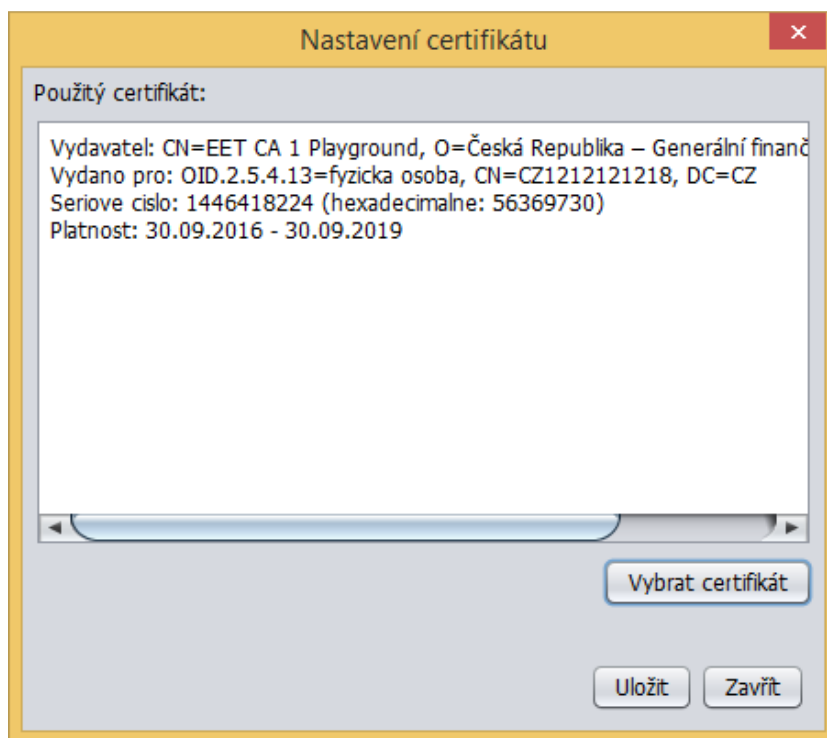 Nastavení certifikátu
Použitý certifikát:
Vydavatel: CN=EET CA 1 Playground, O=Česká Republika – Generální finanč
Vydano pro: OID.2.5.4.13=fyzicka osoba, CN=CZ1212121218, DC=CZ
Seriove cislo: 1446418224 (hexadecimalne: 56369730)
Platnost: 30.09.2016 - 30.09.2019
Vybrat certifikát
Uložit Zavřít